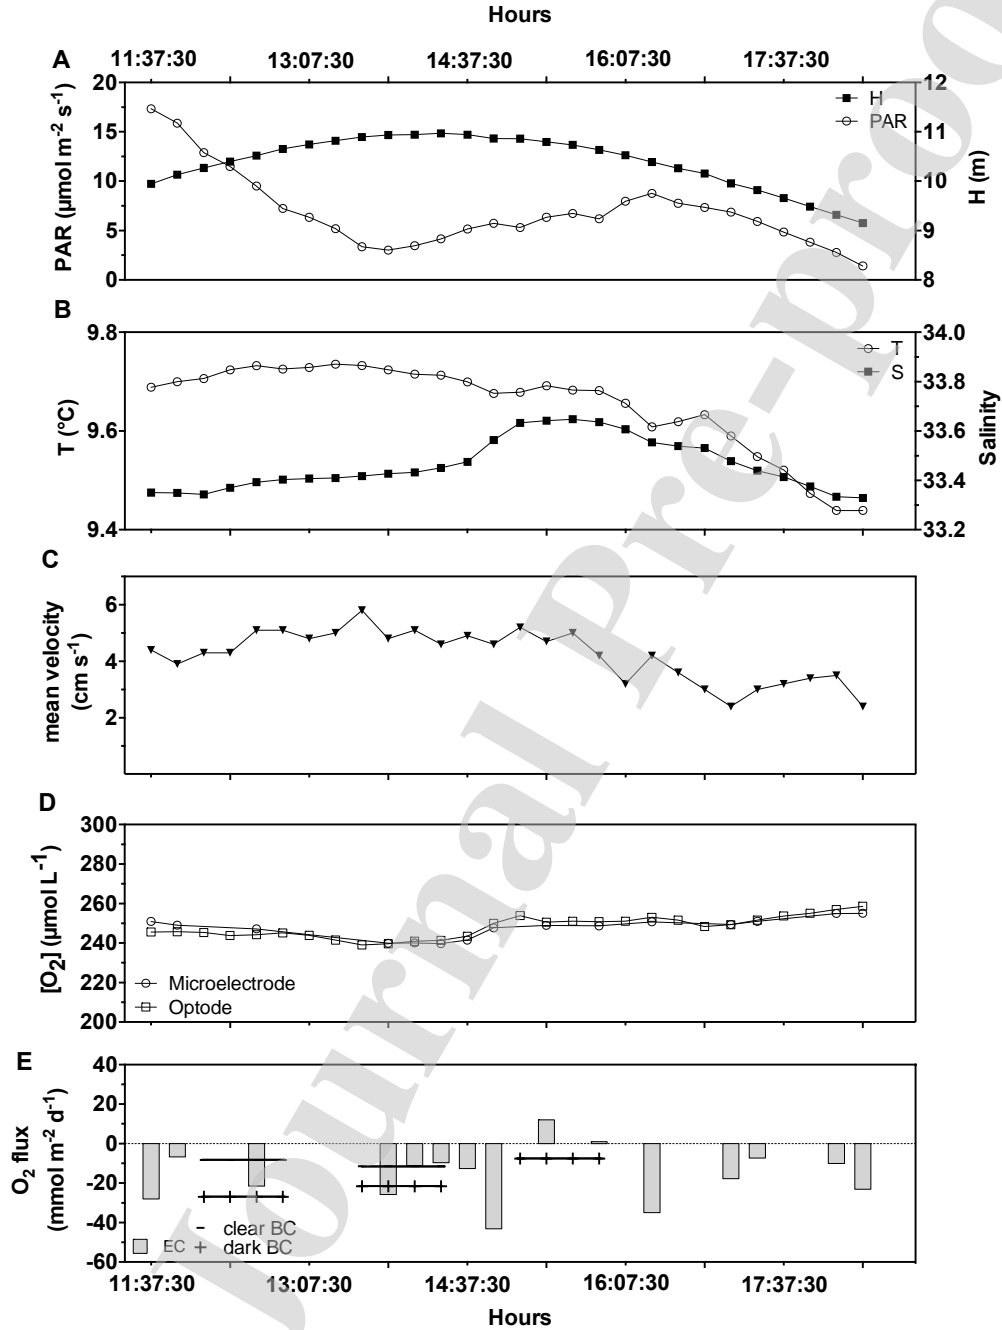 Hours
A
11:37:30 13:07:30 14:37:30 16:07:30 17:37:30
20
15
10
5
0
PAR (µmol m⁻² s⁻¹)
H
PAR
12
11
10
9
8
H (m)
B
9.8
9.6
9.4
T (°C)
T
S
34.0
33.8
33.6
33.4
33.2
Salinity
C
6
4
2
mean velocity
(cm s⁻¹)
D
300
280
260
240
220
200
[O₂] (µmol L⁻¹)
Microelectrode
Optode
E
40
20
0
-20
-40
-60
O₂ flux
(mmol m⁻² d⁻¹)
clear BC
EC dark BC
11:37:30 13:07:30 14:37:30 16:07:30 17:37:30
Hours
Journal Pre-proo